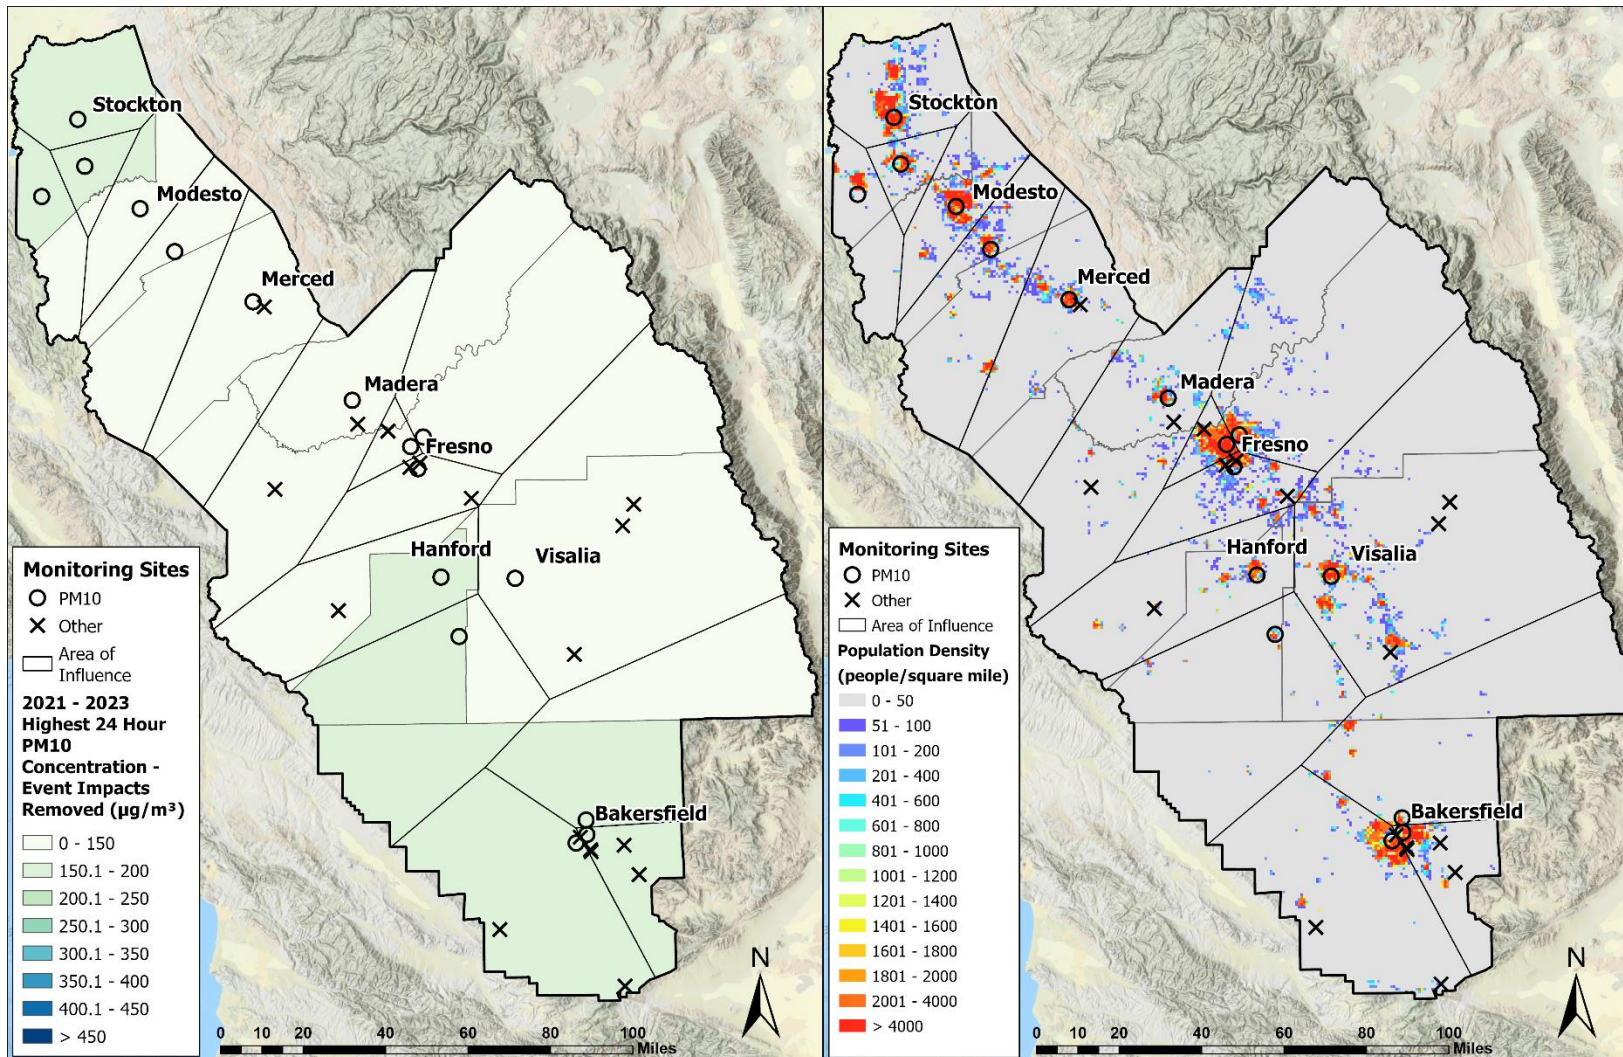 Stockton
Modesto
Merced
Madera
Fresno
Hanford
Visalia
Bakersfield
Monitoring Sites
PM10
Other
Area of
Influence
2021 - 2023
Highest 24 Hour
PM10
Concentration -
Event Impacts
Removed (µg/m³)
0 - 150
150.1 - 200
200.1 - 250
250.1 - 300
300.1 - 350
350.1 - 400
400.1 - 450
> 450
0 10 20 40 60 80 100
Miles
N
Stockton
Modesto
Merced
Madera
Fresno
Hanford
Visalia
Bakersfield
Monitoring Sites
PM10
Other
Area of Influence
Population Density
(people/square mile)
0 - 50
51 - 100
101 - 200
201 - 400
401 - 600
601 - 800
801 - 1000
1001 - 1200
1201 - 1400
1401 - 1600
1601 - 1800
1801 - 2000
2001 - 4000
> 4000
0 10 20 40 60 80 100
Miles
N